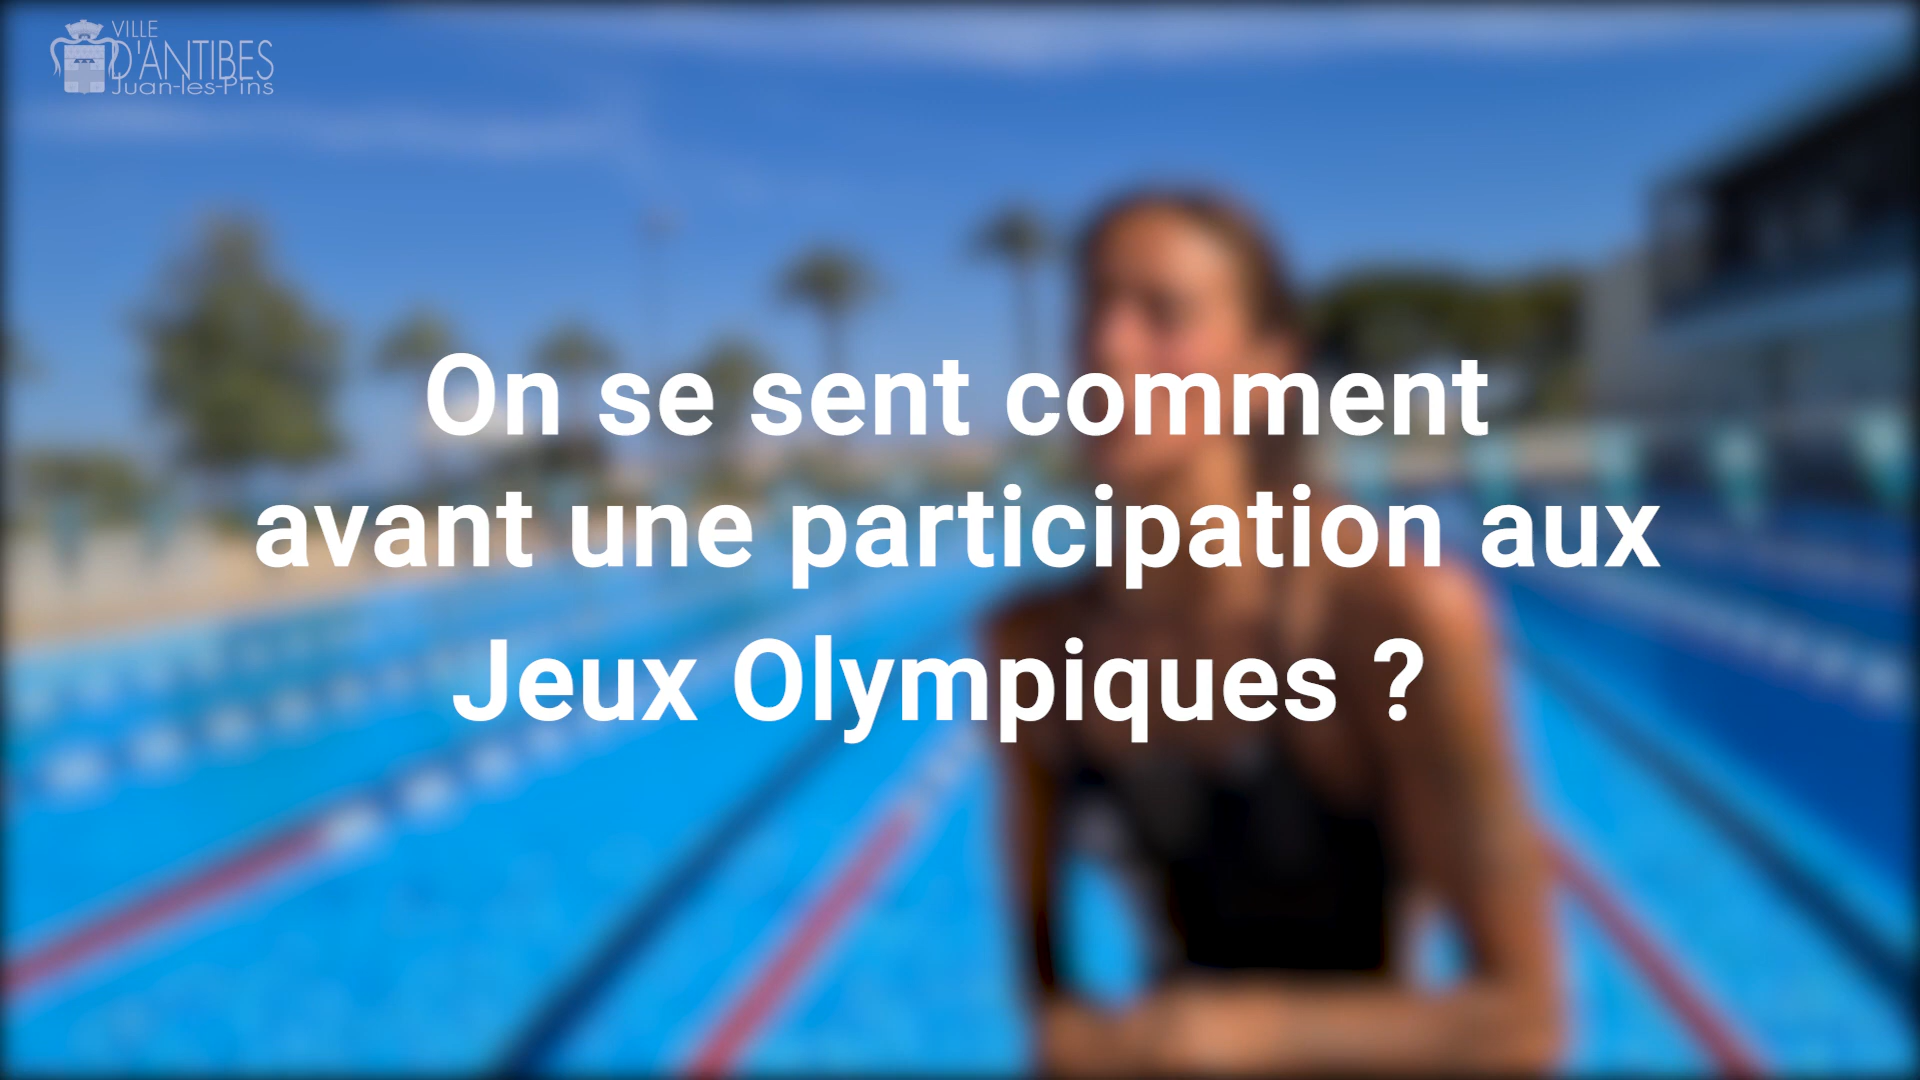 VILLE
D'ANTIBES
Juan-les-Pins
On se sent comment
avant une participation aux
Jeux Olympiques ?